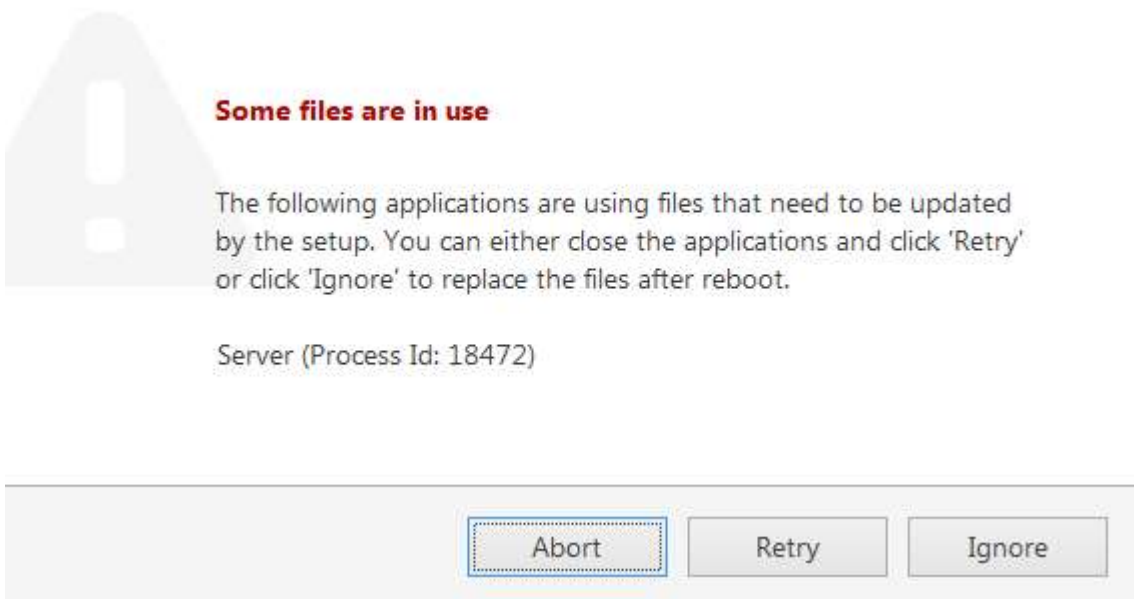 Some files are in use
The following applications are using files that need to be updated
by the setup. You can either close the applications and click 'Retry'
or click 'Ignore' to replace the files after reboot.
Server (Process Id: 18472)
Abort Retry Ignore